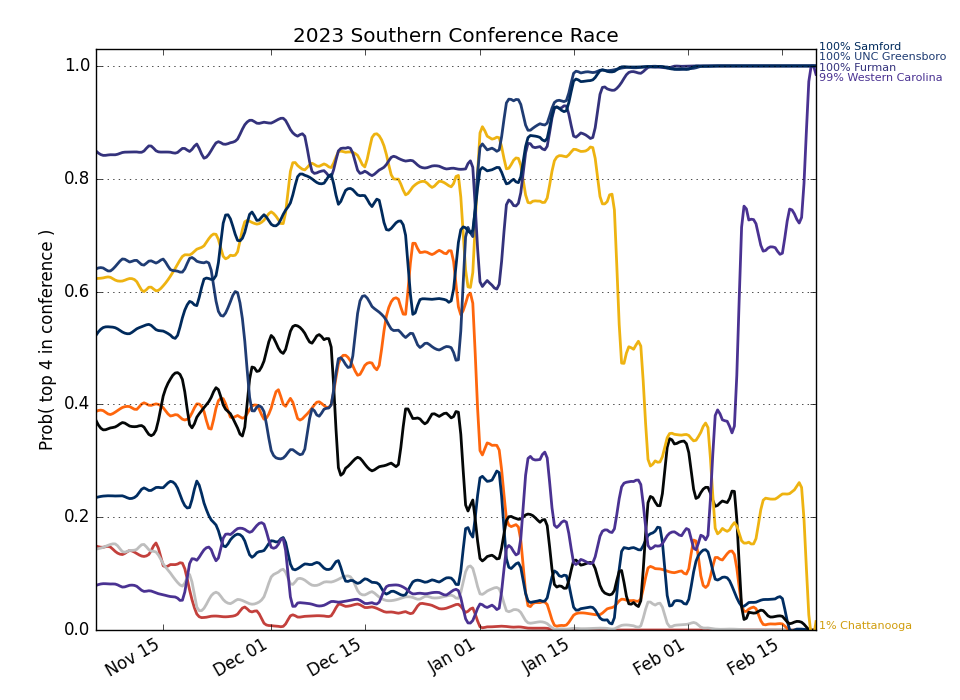 2023 Southern Conference Race
100% Samford
100% UNC Greensboro
100% Furman
99% Western Carolina
1.0
0.8
0.6
0.4
0.2
0.0
Prob( top 4 in conference )
1% Chattanooga
Nov 15
Dec 01
Dec 15
Jan 01
Jan 15
Feb 01
Feb 15